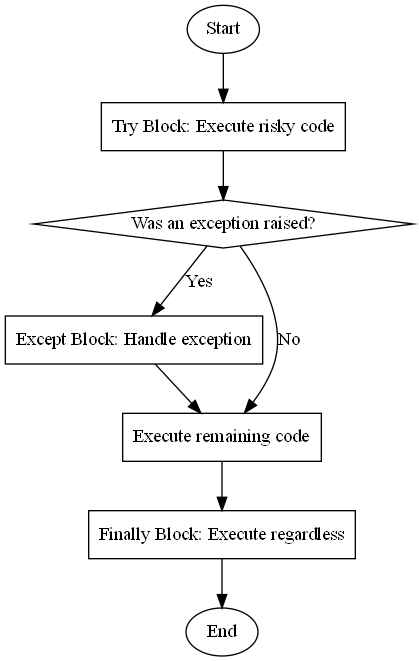 Start
Try Block: Execute risky code
Was an exception raised?
Yes
Except Block: Handle exception
No
Execute remaining code
Finally Block: Execute regardless
End